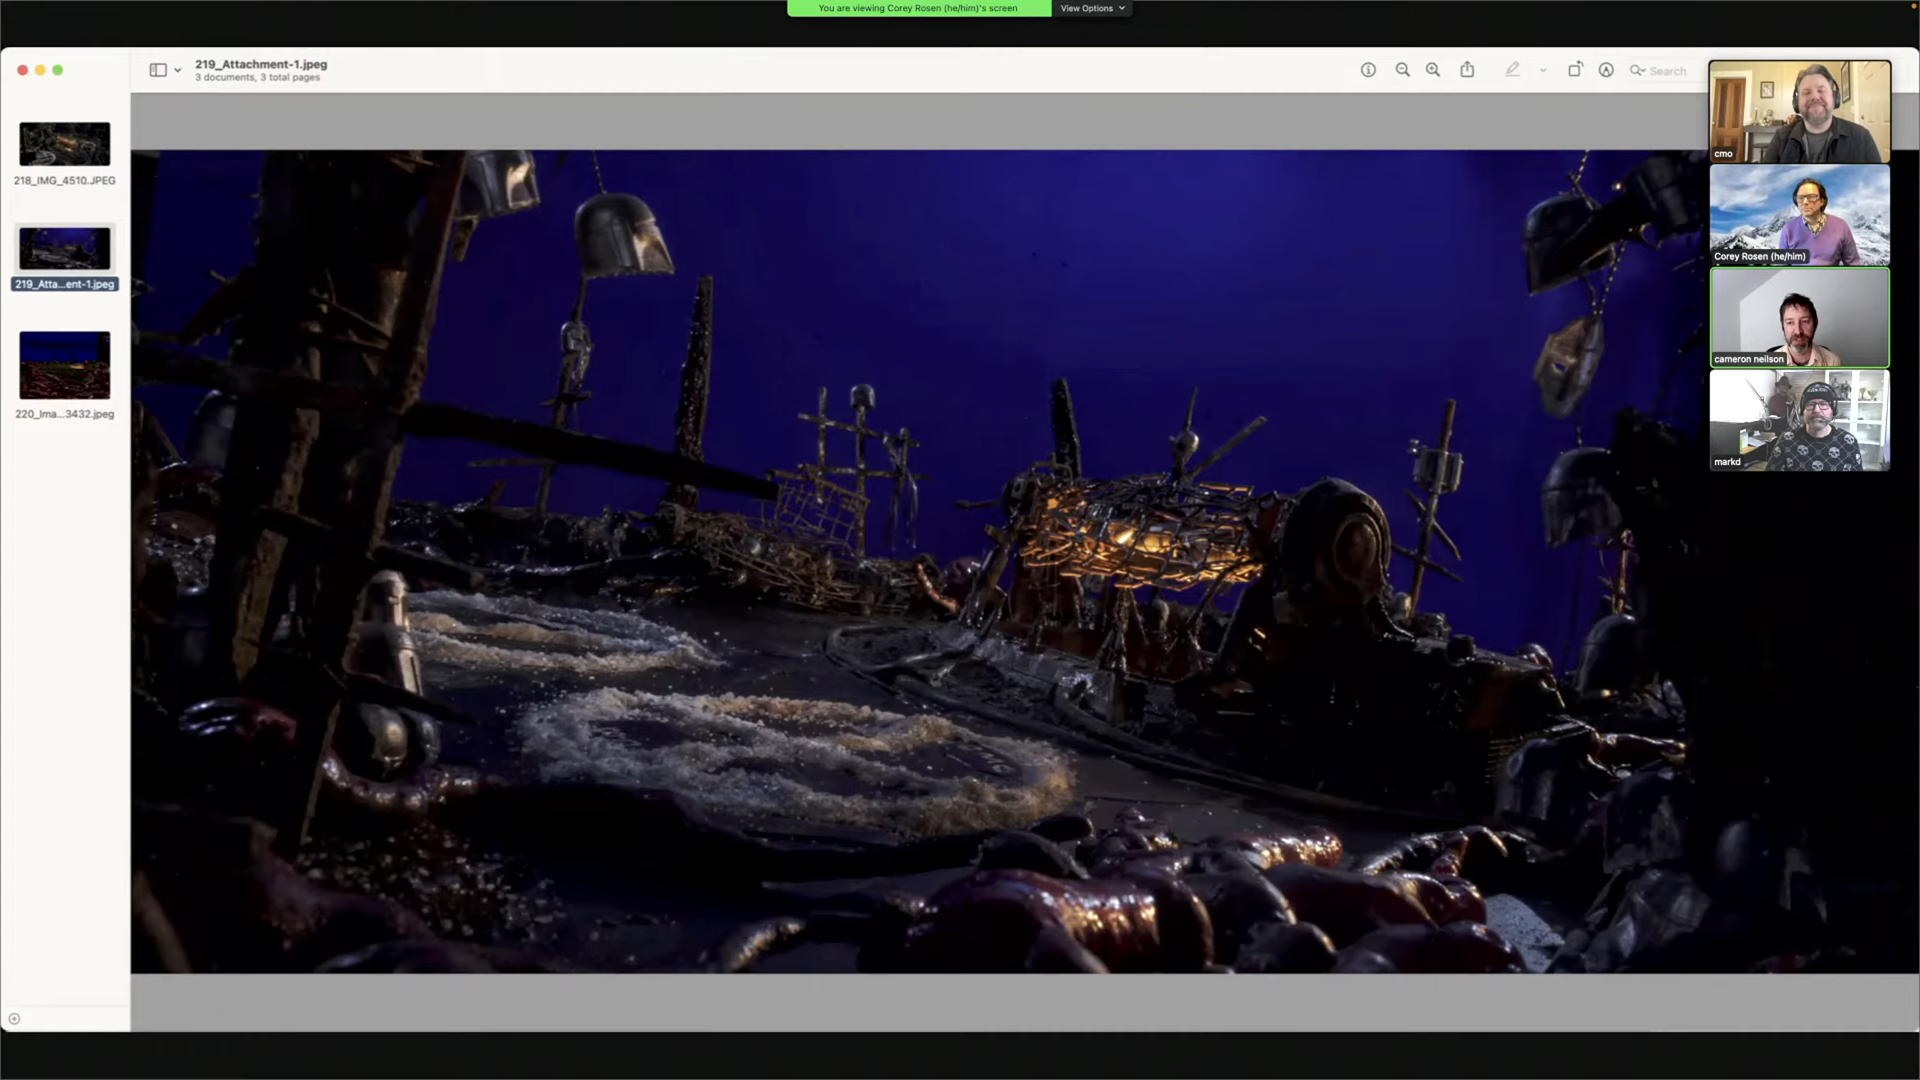 You are viewing Corey Rosen (he/him)'s screen
View Options
219_Attachment-1.jpeg
3 documents, 3 total pages
Search
218_IMG_4510.JPEG
219_Atta...ent-1.jpeg
220_Ima...3432.jpeg
cmo
Corey Rosen (he/him)
cameron neilson
markd